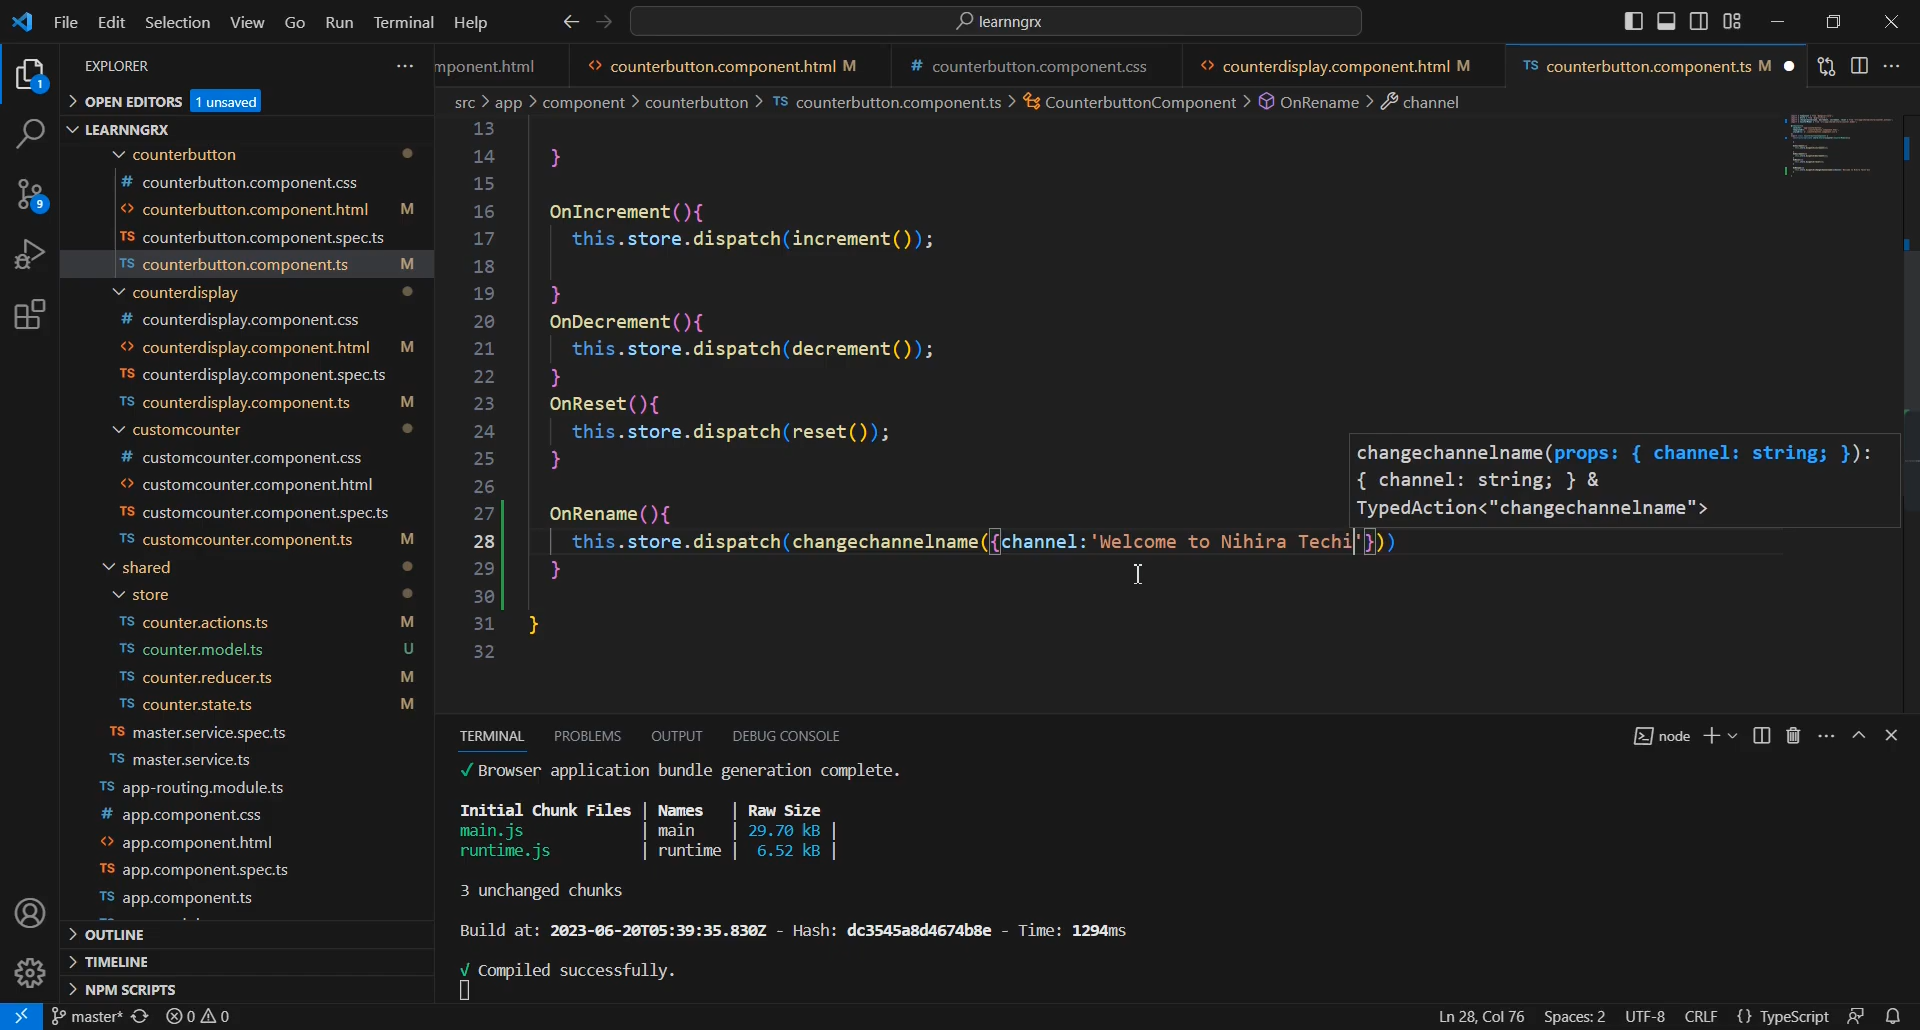 File Edit Selection View Go Run Terminal Help
learnngrx
EXPLORER
OPEN EDITORS 1 unsaved
LEARNNGRX
counterbutton
# counterbutton.component.css
<> counterbutton.component.html M
TS counterbutton.component.spec.ts
TS counterbutton.component.ts M
counterdisplay
# counterdisplay.component.css
<> counterdisplay.component.html M
TS counterdisplay.component.spec.ts
TS counterdisplay.component.ts M
customcounter
# customcounter.component.css
<> customcounter.component.html
TS customcounter.component.spec.ts
TS customcounter.component.ts M
shared
store
TS counter.actions.ts M
TS counter.model.ts U
TS counter.reducer.ts M
TS counter.state.ts M
TS master.service.spec.ts
TS master.service.ts
TS app-routing.module.ts
# app.component.css
<> app.component.html
TS app.component.spec.ts
TS app.component.ts
OUTLINE
TIMELINE
NPM SCRIPTS
1
9
mponent.html <> counterbutton.component.html M # counterbutton.component.css <> counterdisplay.component.html M TS counterbutton.component.ts M
src > app > component > counterbutton > TS counterbutton.component.ts > CounterbuttonComponent > OnRename > channel
13
14 }
15
16 OnIncrement(){
17 this.store.dispatch(increment());
18
19 }
20 OnDecrement(){
21 this.store.dispatch(decrement());
22 }
23 OnReset(){
24 this.store.dispatch(reset());
25 }
26
27 OnRename(){
28 this.store.dispatch(changechannelname({channel:'Welcome to Nihira Techi'}))
29 }
30
31 }
32
changechannelname(props: { channel: string; }):
{ channel: string; } &
TypedAction<"changechannelname">
TERMINAL PROBLEMS OUTPUT DEBUG CONSOLE
node
√ Browser application bundle generation complete.
Initial Chunk Files | Names | Raw Size
main.js | main | 29.70 kB |
runtime.js | runtime | 6.52 kB |
3 unchanged chunks
Build at: 2023-06-20T05:39:35.830Z - Hash: dc3545a8d4674b8e - Time: 1294ms
√ Compiled successfully.
master* 0 0
Ln 28, Col 76 Spaces: 2 UTF-8 CRLF {} TypeScript